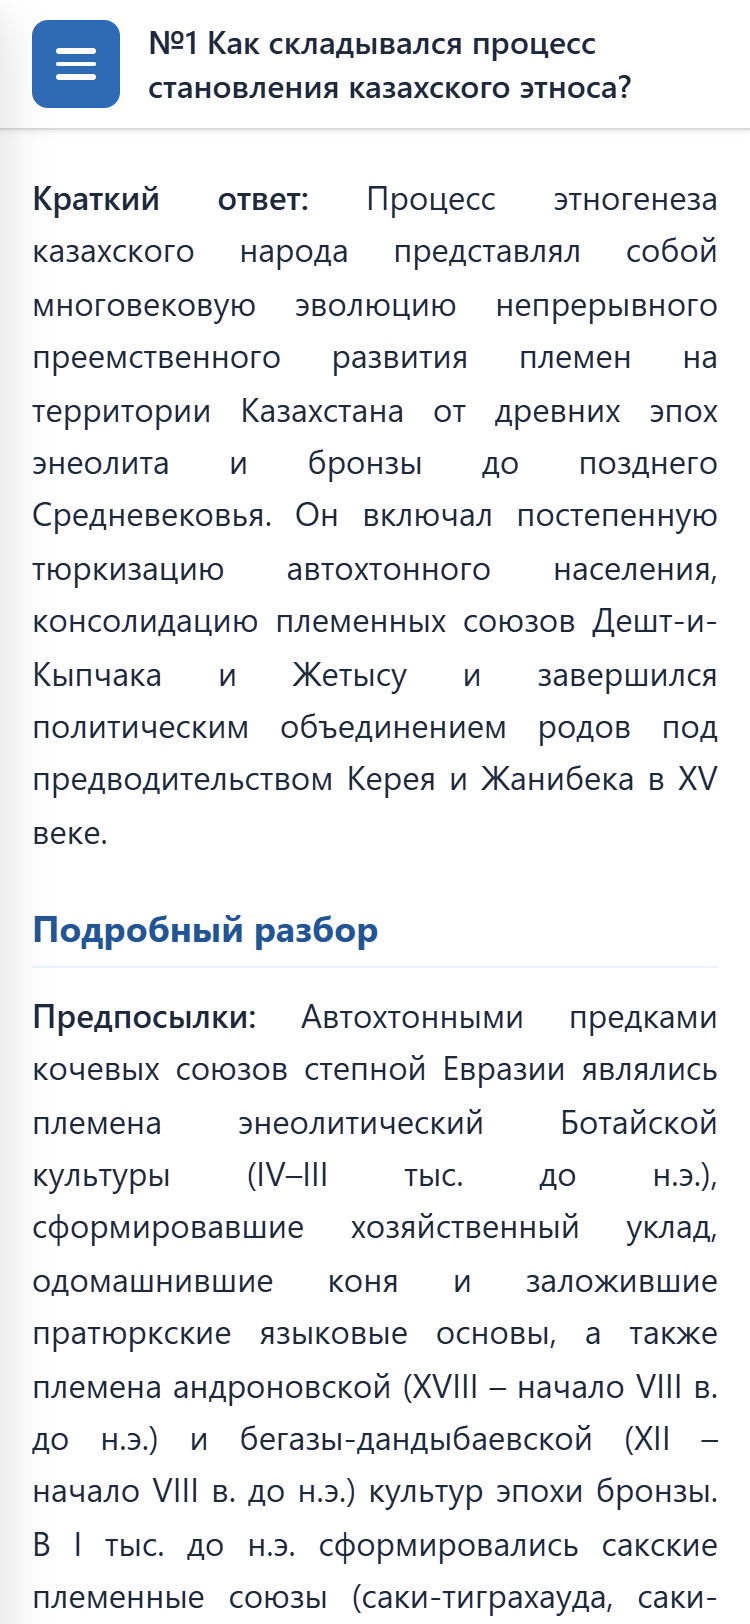 №1 Как складывался процесс
становления казахского этноса?
Краткий ответ: Процесс этногенеза
казахского народа представлял собой
многовековую эволюцию непрерывного
преемственного развития племен на
территории Казахстана от древних эпох
энеолита и бронзы до позднего
Средневековья. Он включал постепенную
тюркизацию автохтонного населения,
консолидацию племенных союзов Дешт-и-
Кыпчака и Жетысу и завершился
политическим объединением родов под
предводительством Керея и Жанибека в XV
веке.
Подробный разбор
Предпосылки: Автохтонными предками
кочевых союзов степной Евразии являлись
племена энеолитический Ботайской
культуры (IV–III тыс. до н.э.),
сформировавшие хозяйственный уклад,
одомашнившие коня и заложившие
пратюркские языковые основы, а также
племена андроновской (XVIII – начало VIII в.
до н.э.) и бегазы-дандыбаевской (XII –
начало VIII в. до н.э.) культур эпохи бронзы.
В I тыс. до н.э. сформировались сакские
племенные союзы (саки-тиграхауда, саки-